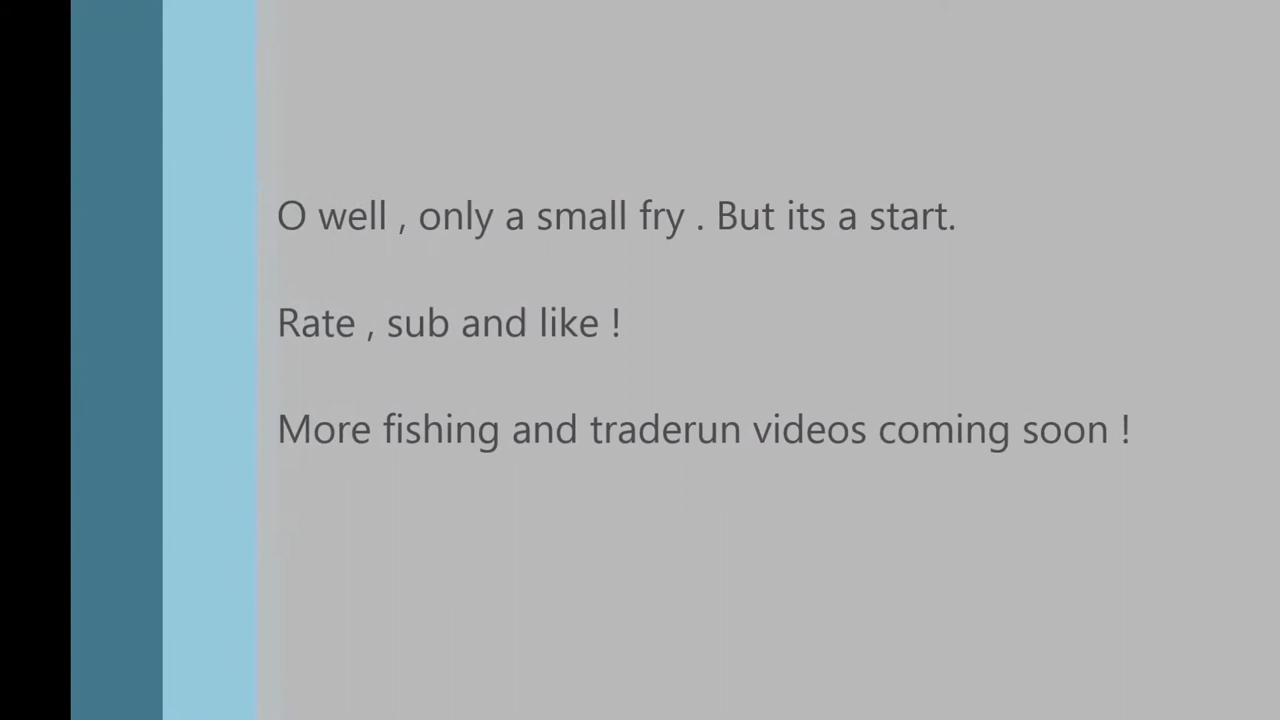 O well , only a small fry . But its a start.
Rate , sub and like !
More fishing and traderun videos coming soon !